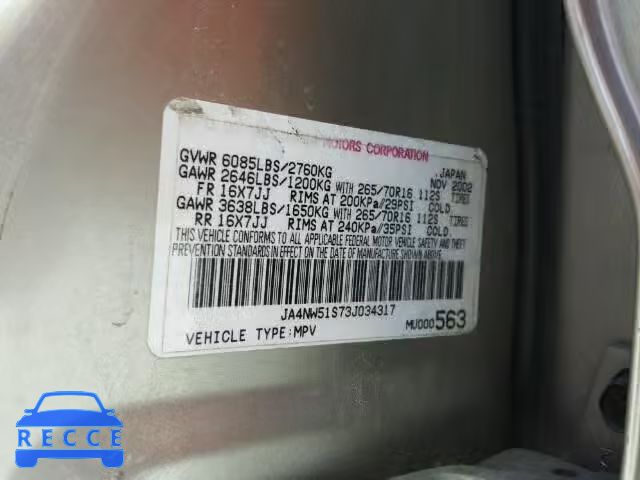 MOTORS CORPORATION
GVWR 6085LBS/2760KG JAPAN
GAWR 2646LBS/1200KG WITH 265/70R16 112S NOV 2002
FR 16X7JJ RIMS AT 200KPa/29PSI COLD TIRES
GAWR 3638LBS/1650KG WITH 265/70R16 112S TIRES
RR 16X7JJ RIMS AT 240KPa/35PSI COLD
THIS VEHICLE CONFORMS TO ALL APPLICABLE FEDERAL MOTOR VEHICLE SAFETY AND THEFT
PREVENTION STANDARDS IN EFFECT ON THE DATE OF MANUFACTURE SHOWN ABOVE.
JA4NW51S73J034317
VEHICLE TYPE:MPV MU000563
RECCE